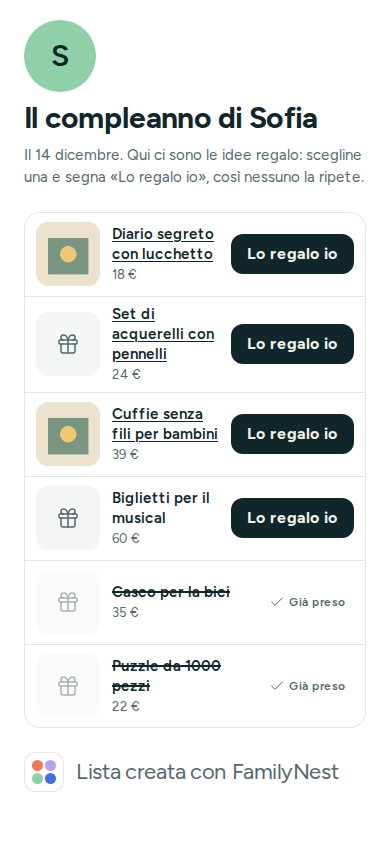 S
Il compleanno di Sofia
Il 14 dicembre. Qui ci sono le idee regalo: scegline
una e segna «Lo regalo io», così nessuno la ripete.
Diario segreto
con lucchetto
18 €
Lo regalo io
Set di
acquerelli con
pennelli
24 €
Lo regalo io
Cuffie senza
fili per bambini
39 €
Lo regalo io
Biglietti per il
musical
60 €
Lo regalo io
Casco per la bici
35 €
Già preso
Puzzle da 1000
pezzi
22 €
Già preso
Lista creata con FamilyNest